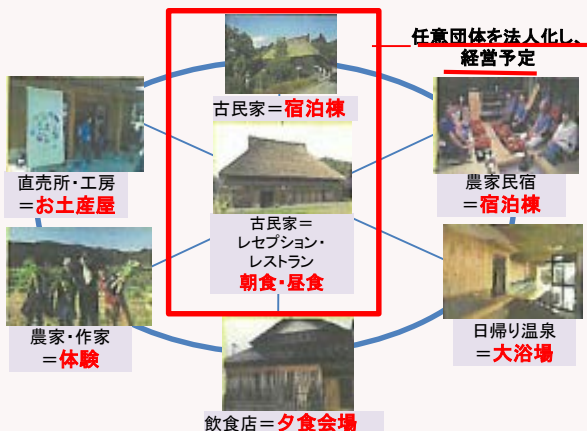 任意団体を法人化し、
経営予定
古民家＝宿泊棟
直売所・工房
＝お土産屋
農家民宿
＝宿泊棟
古民家＝
レセプション・
レストラン
朝食・昼食
農家・作家
＝体験
日帰り温泉
＝大浴場
飲食店＝夕食会場